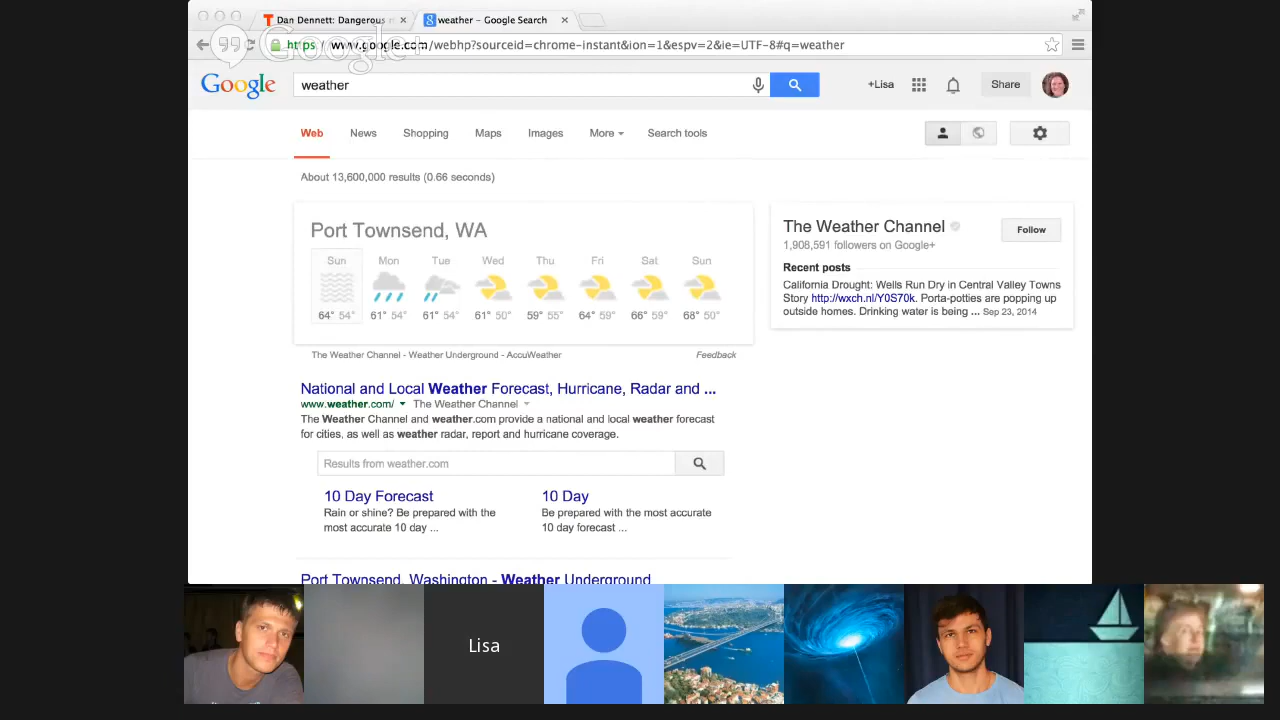 Dan Dennett: Dangerous
weather - Google Search
Google+
https://www.google.com/webhp?sourceid=chrome-instant&ion=1&espv=2&ie=UTF-8#q=weather
Google
weather
+Lisa
Share
Web News Shopping Maps Images More Search tools
About 13,600,000 results (0.66 seconds)
Port Townsend, WA
Sun Mon Tue Wed Thu Fri Sat Sun
64° 54° 61° 54° 61° 54° 61° 50° 59° 55° 64° 59° 66° 59° 68° 50°
The Weather Channel - Weather Underground - AccuWeather
Feedback
The Weather Channel
Follow
1,908,591 followers on Google+
Recent posts
California Drought: Wells Run Dry in Central Valley Towns
Story http://wxch.nl/Y0S70k. Porta-potties are popping up
outside homes. Drinking water is being ... Sep 23, 2014
National and Local Weather Forecast, Hurricane, Radar and ...
www.weather.com/ The Weather Channel
The Weather Channel and weather.com provide a national and local weather forecast
for cities, as well as weather radar, report and hurricane coverage.
Results from weather.com
10 Day Forecast
Rain or shine? Be prepared with the
most accurate 10 day ...
10 Day
Be prepared with the most accurate
10 day forecast ...
Port Townsend, Washington - Weather Underground
Lisa